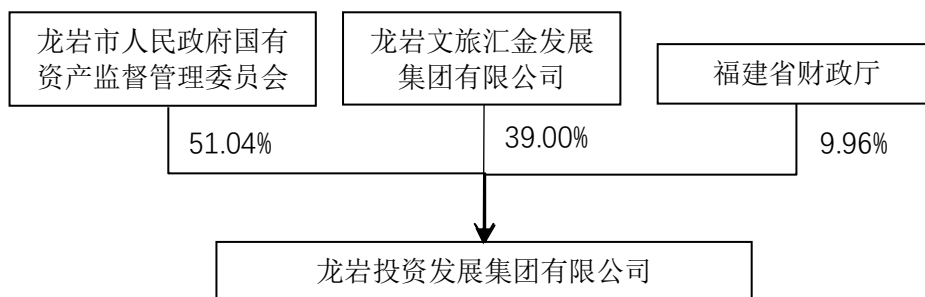 龙岩市人民政府国有
资产监督管理委员会
龙岩文旅汇金发展
集团有限公司
福建省财政厅
51.04%
39.00%
9.96%
龙岩投资发展集团有限公司